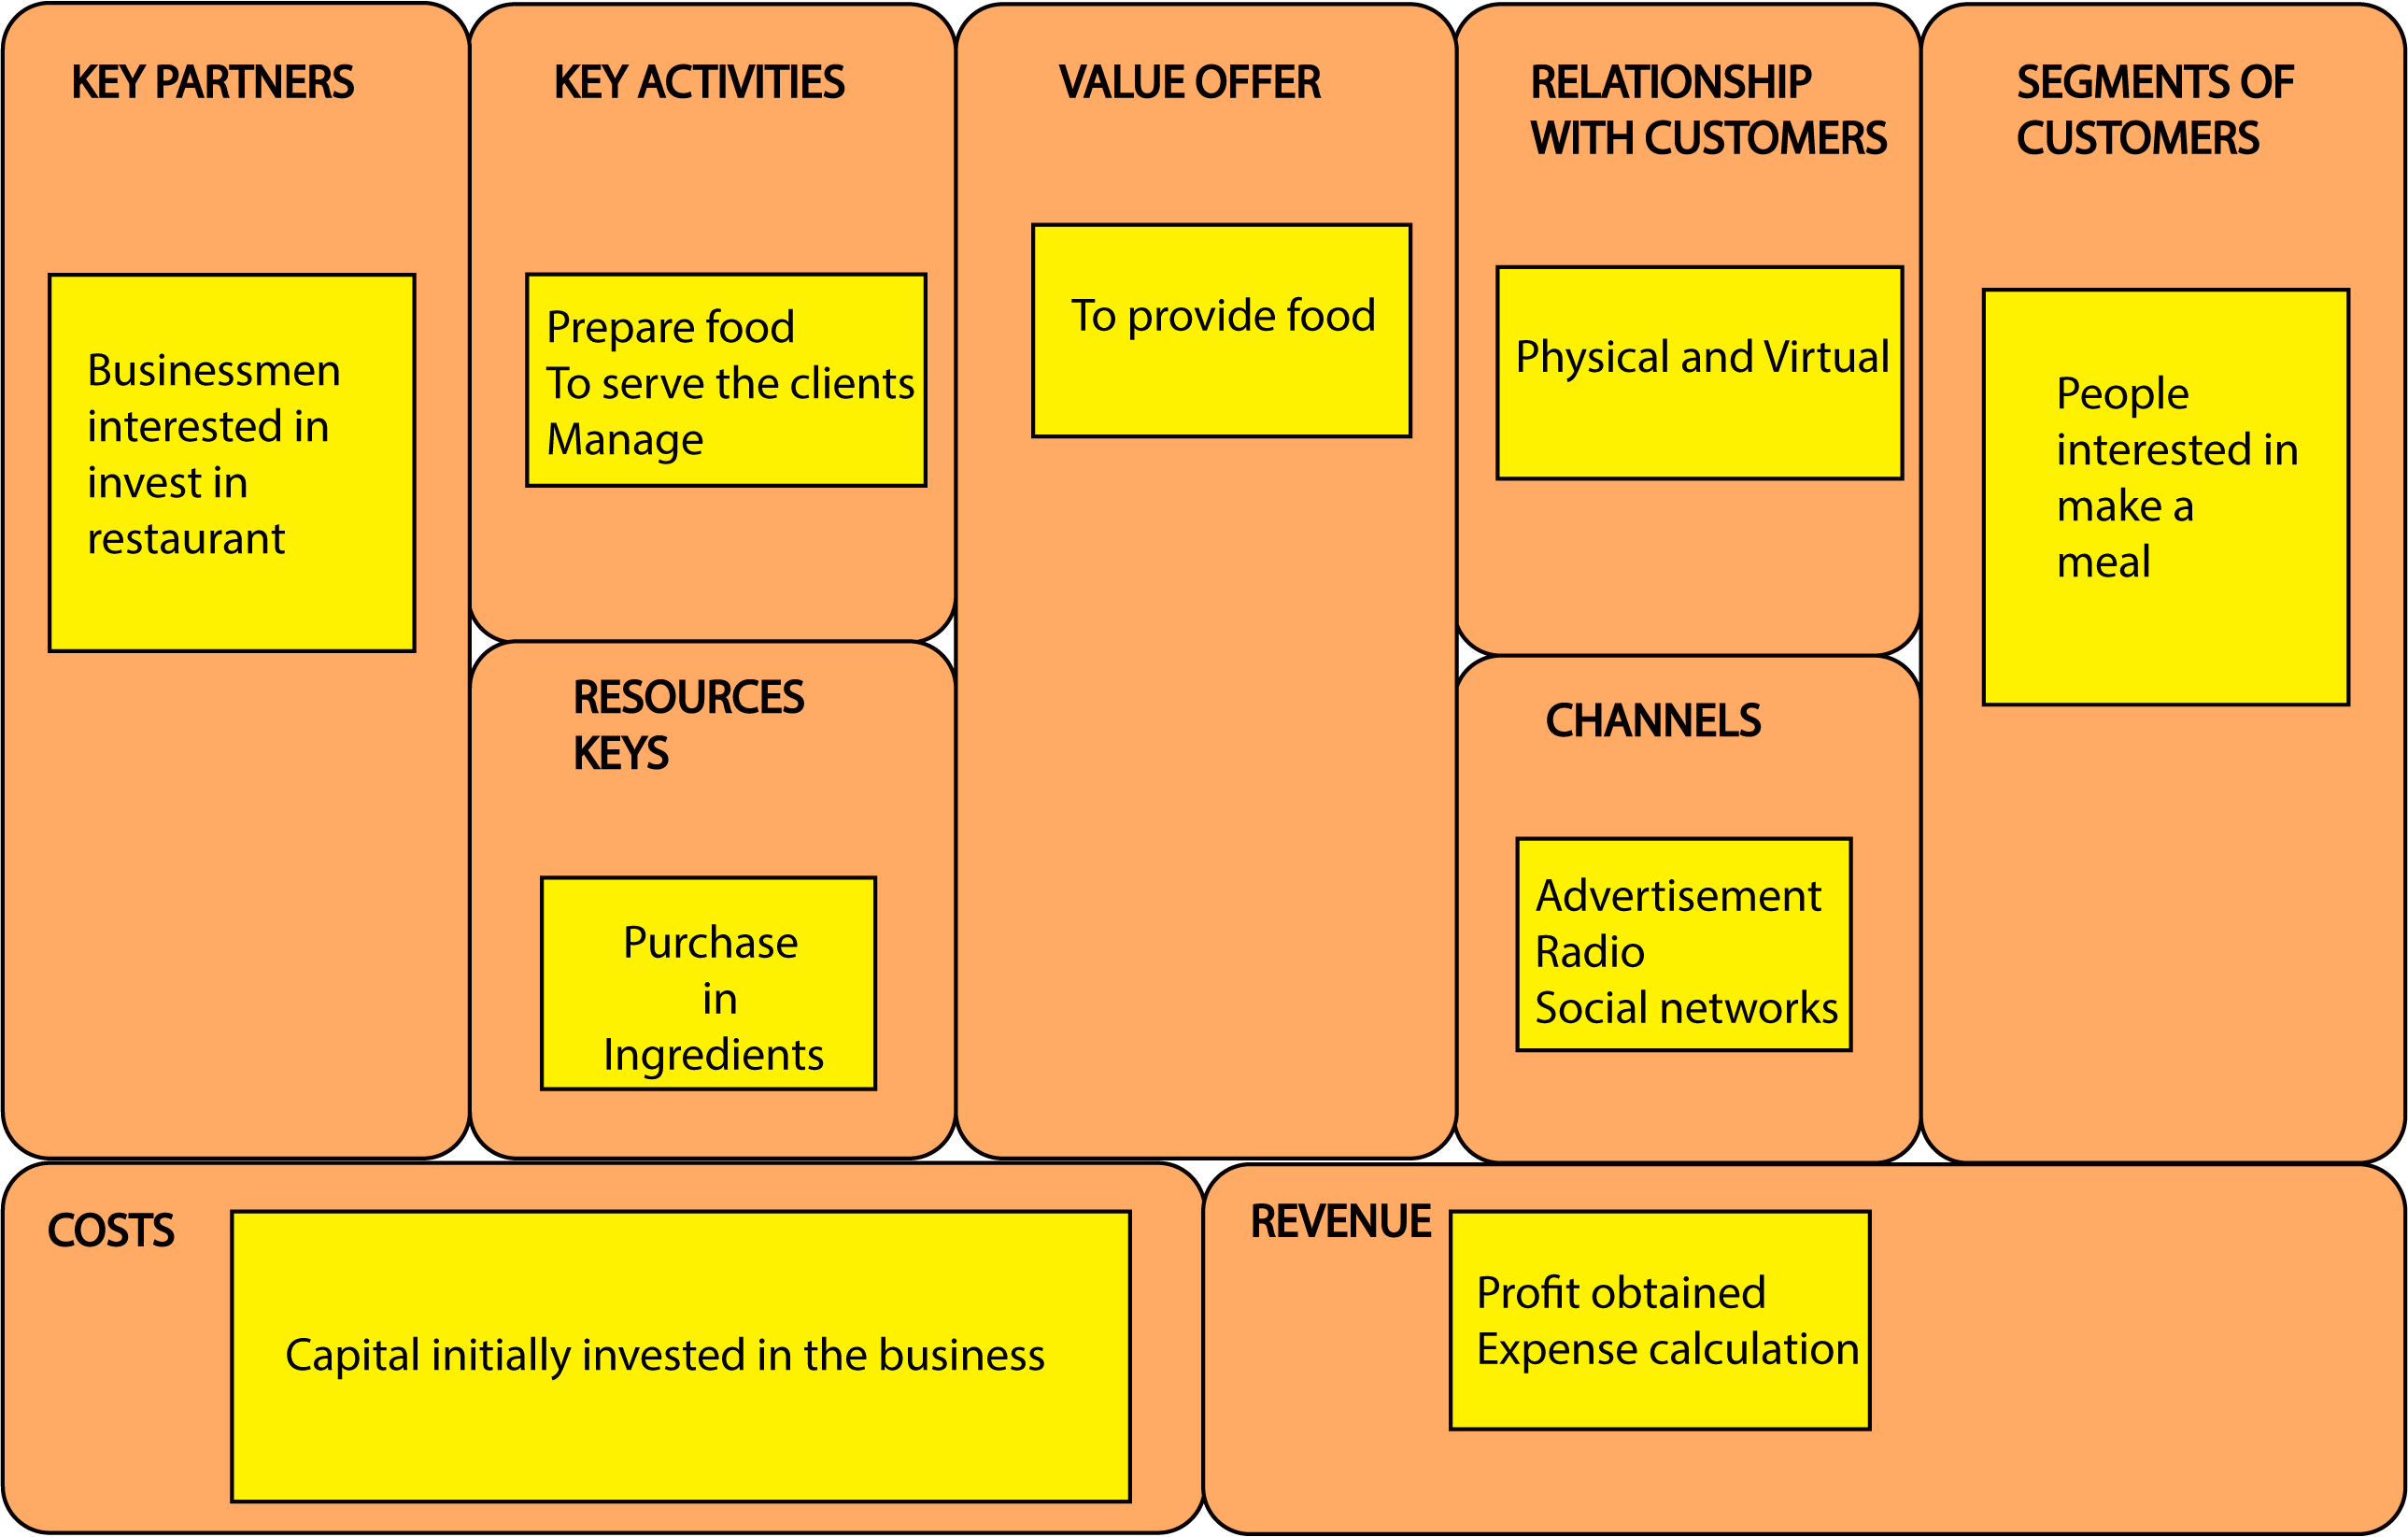 KEY PARTNERS
Businessmen
interested in
invest in
restaurant
KEY ACTIVITIES
Prepare food
To serve the clients
Manage
RESOURCES
KEYS
Purchase
in
Ingredients
VALUE OFFER
To provide food
RELATIONSHIP
WITH CUSTOMERS
Physical and Virtual
CHANNELS
Advertisement
Radio
Social networks
SEGMENTS OF
CUSTOMERS
People
interested in
make a
meal
COSTS
Capital initially invested in the business
REVENUE
Profit obtained
Expense calculation